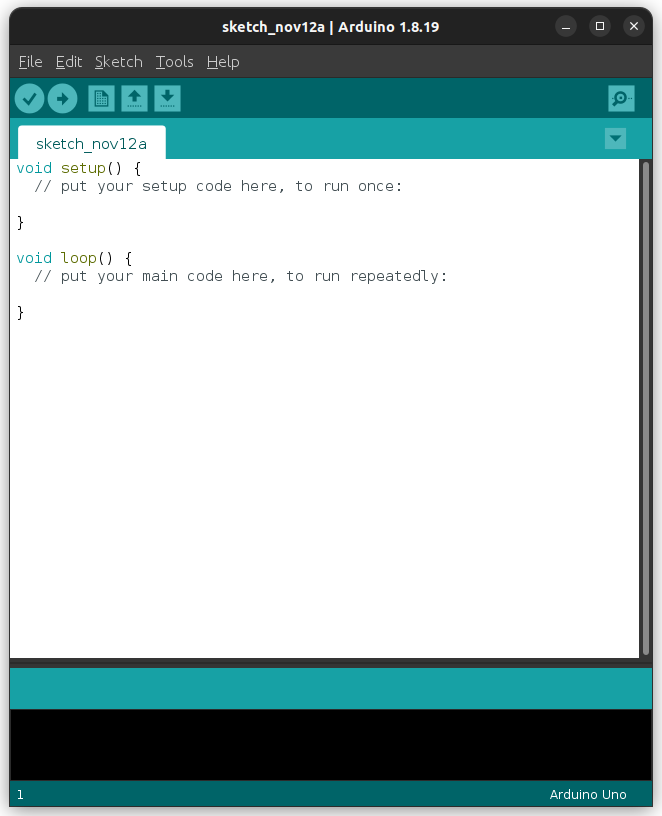 sketch_nov12a | Arduino 1.8.19
File Edit Sketch Tools Help
sketch_nov12a
void setup() {
  // put your setup code here, to run once:

}

void loop() {
  // put your main code here, to run repeatedly:

}
1 Arduino Uno